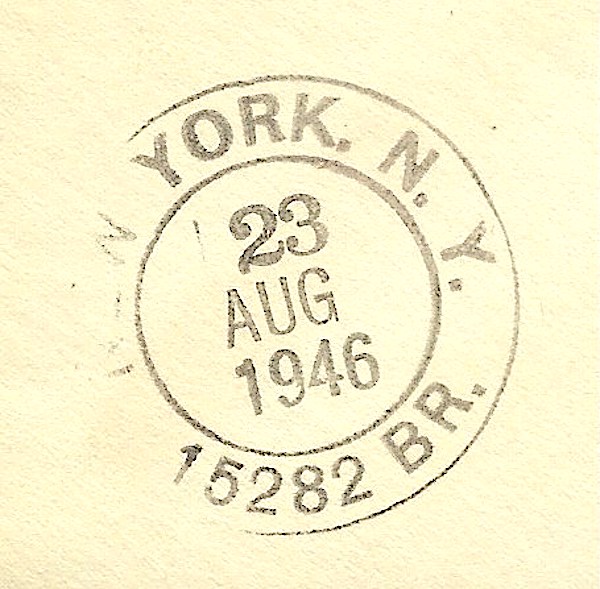 YORK. N. Y.
23
AUG
1946
15282 BR.